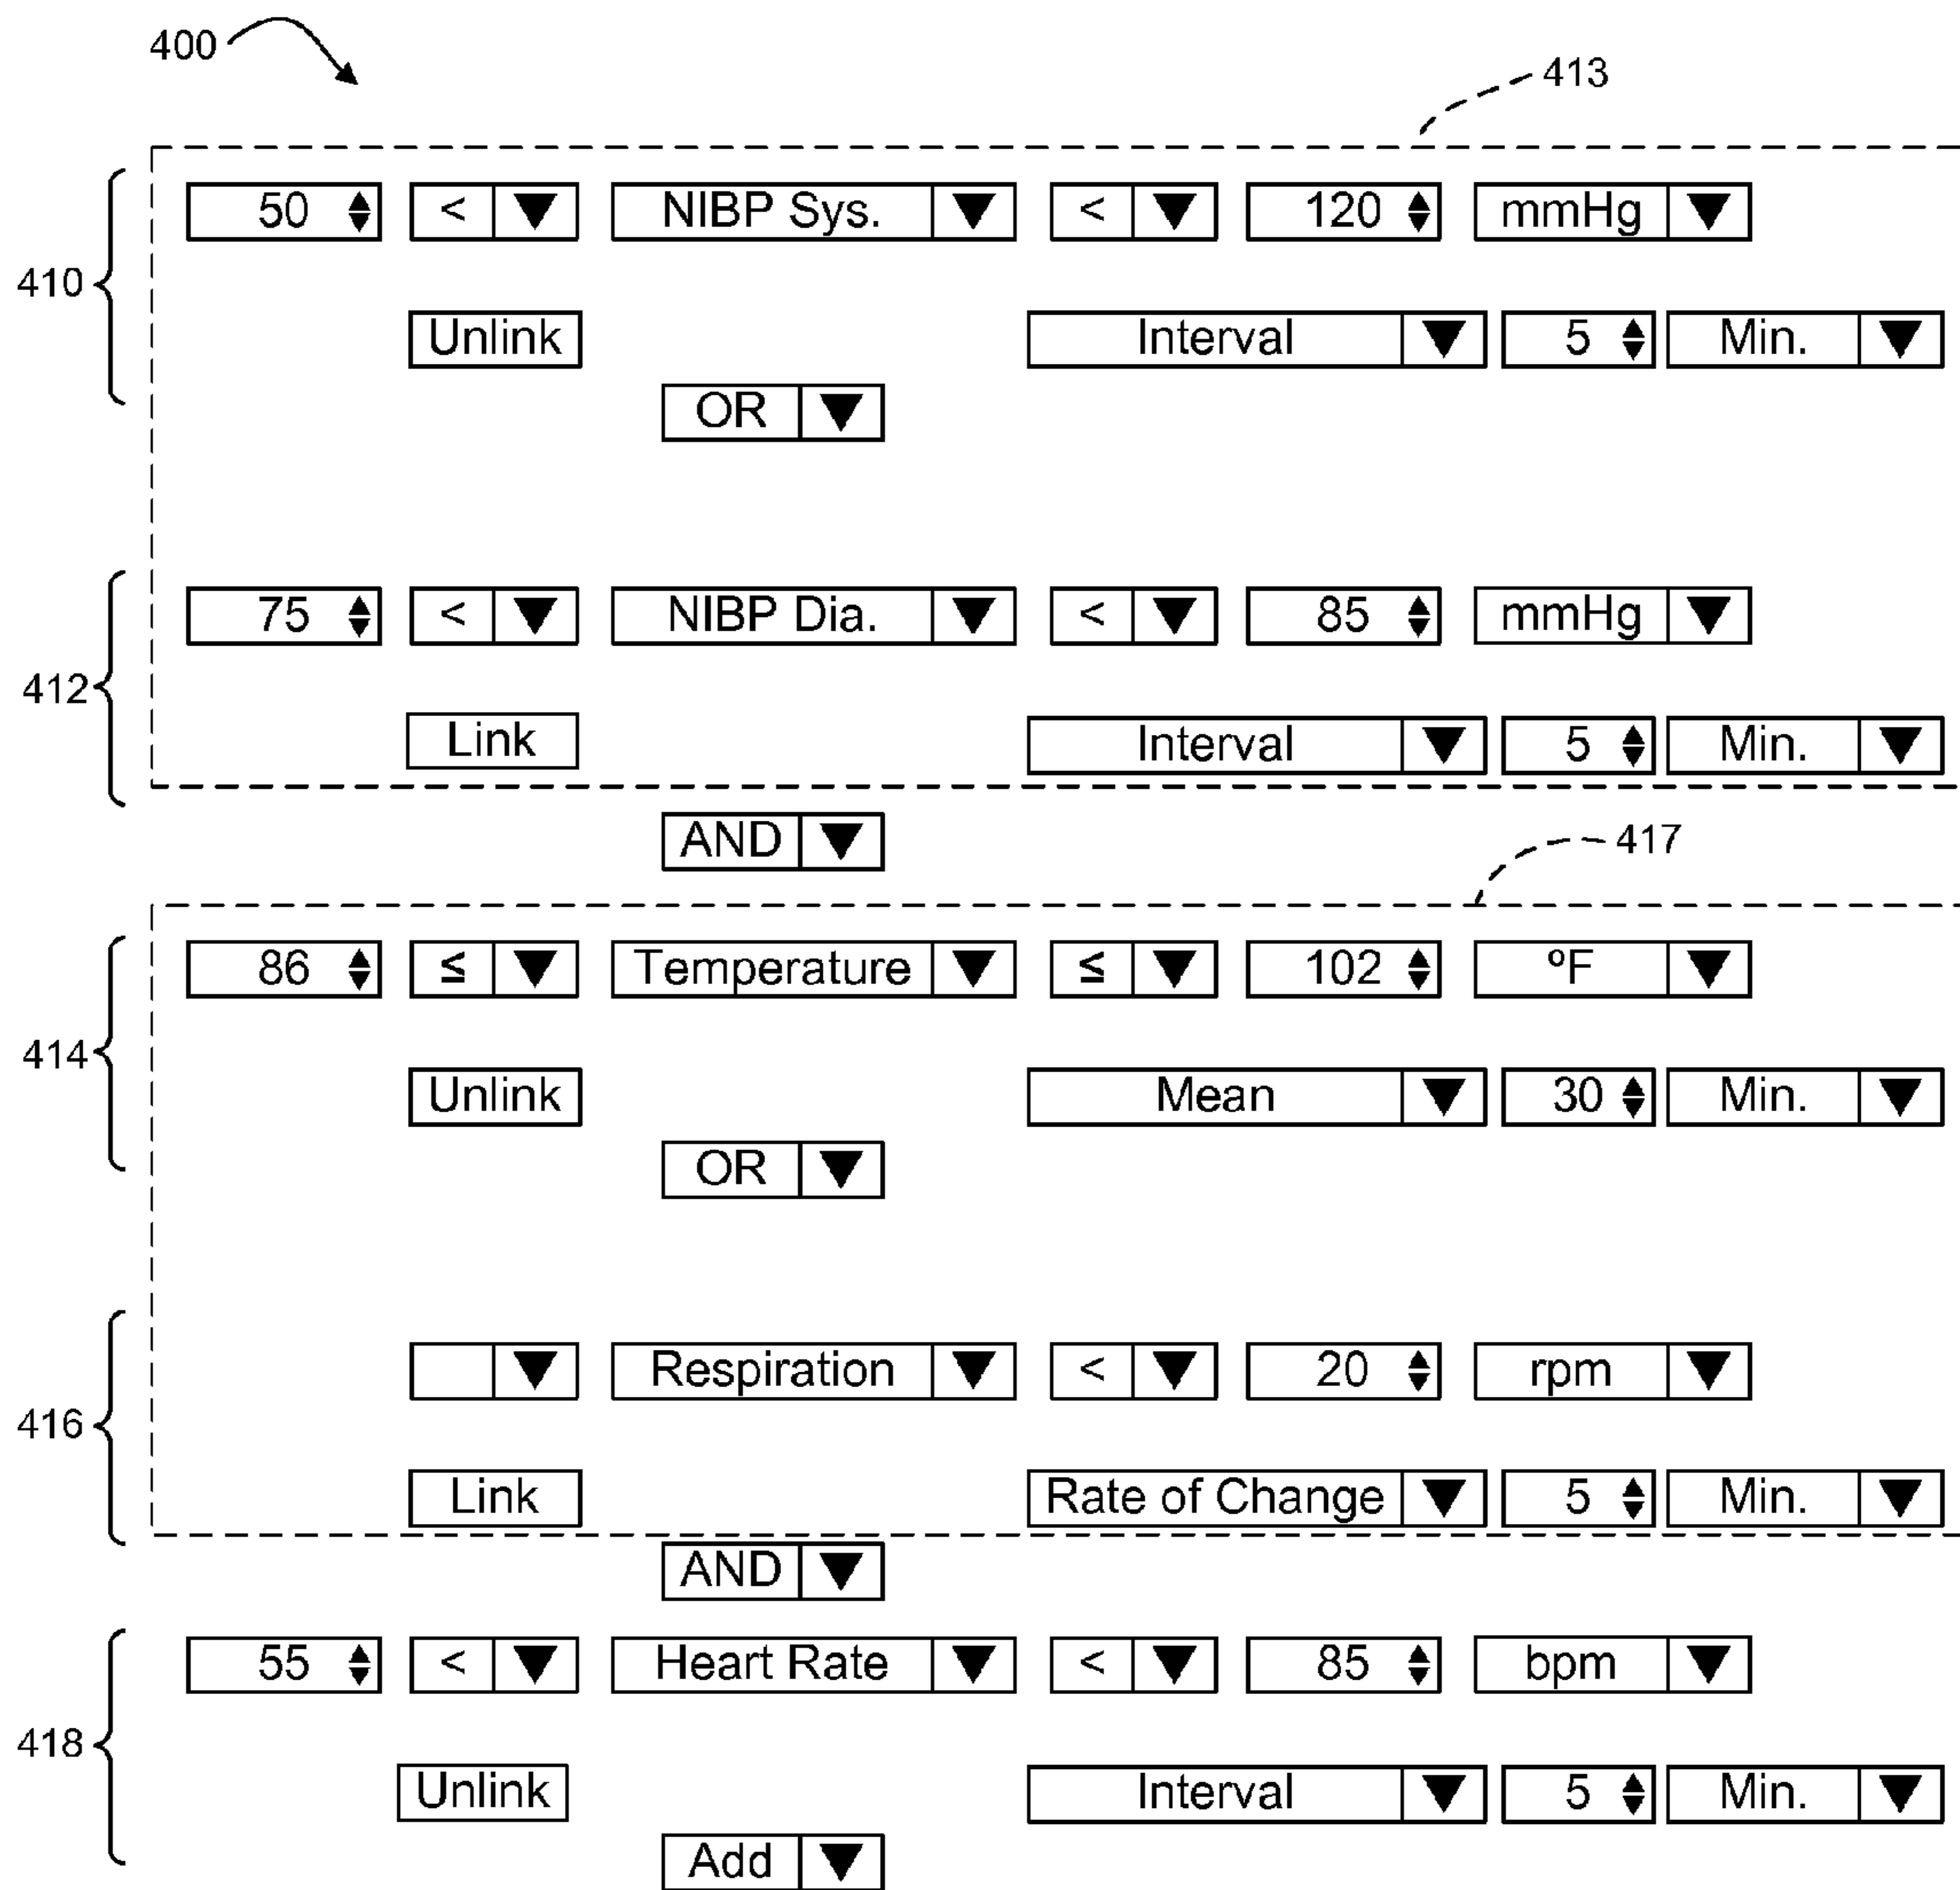 400
413
410
50 < NIBP Sys. < 120 mmHg
Unlink Interval 5 Min.
OR
412
75 < NIBP Dia. < 85 mmHg
Link Interval 5 Min.
AND
417
414
86 ≤ Temperature ≤ 102 ºF
Unlink Mean 30 Min.
OR
416
Respiration < 20 rpm
Link Rate of Change 5 Min.
AND
418
55 < Heart Rate < 85 bpm
Unlink Interval 5 Min.
Add